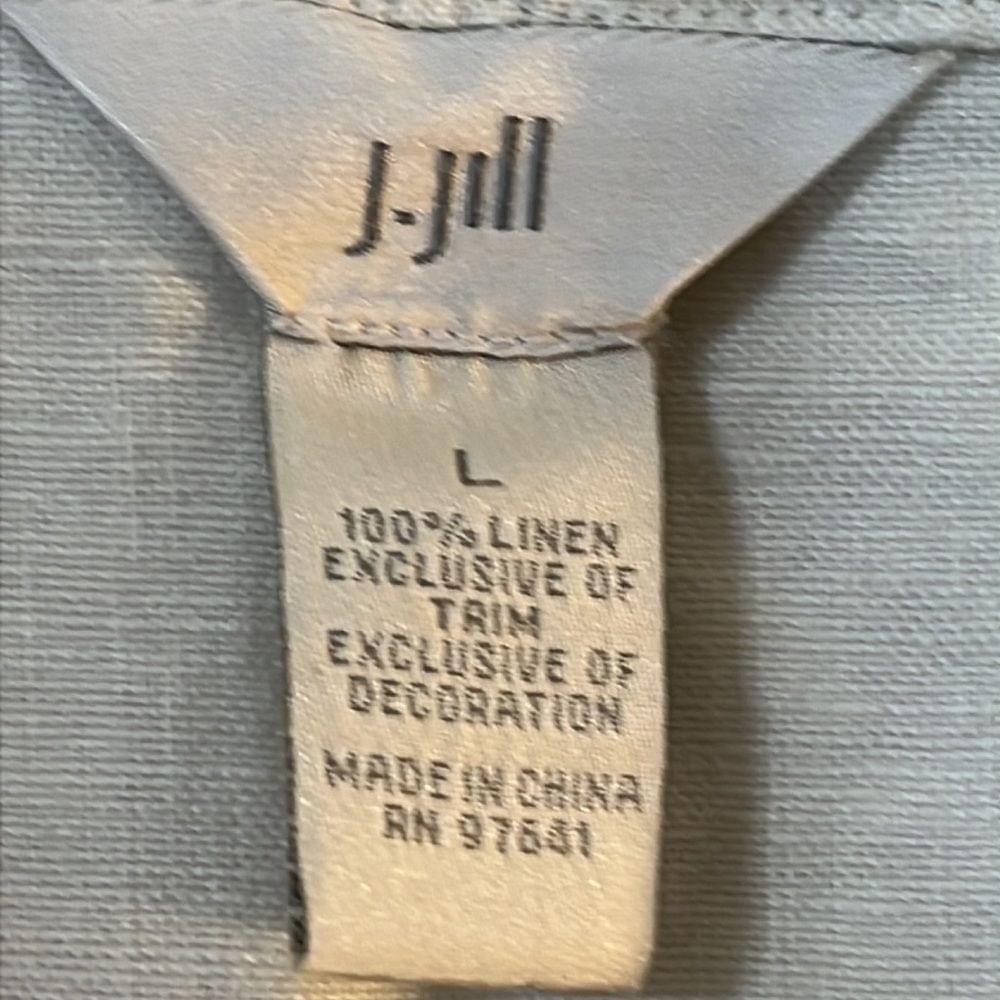 J.Jill
L
100% LINEN
EXCLUSIVE OF
TRIM
EXCLUSIVE OF
DECORATION
MADE IN CHINA
RN 97641